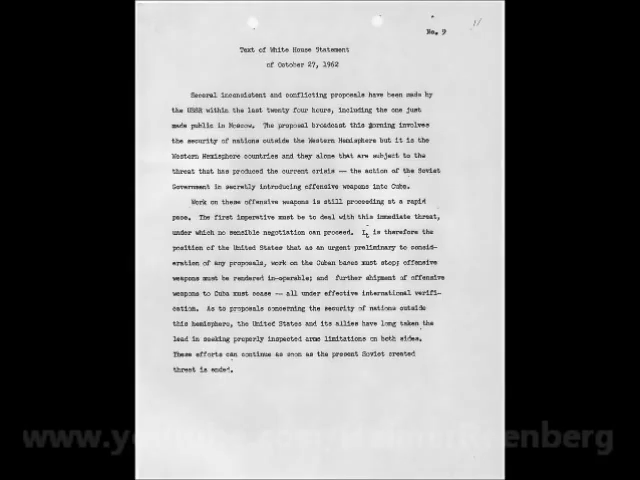 No. 9
Text of White House Statement
of October 27, 1962
Several inconsistent and conflicting proposals have been made by
the USSR within the last twenty four hours, including the one just
made public in Moscow. The proposal broadcast this morning involves
the security of nations outside the Western Hemisphere but it is the
Western Hemisphere countries and they alone that are subject to the
threat that has produced the current crisis -- the action of the Soviet
Government in secretly introducing offensive weapons into Cuba.
Work on these offensive weapons is still proceeding at a rapid
pace. The first imperative must be to deal with this immediate threat,
under which no sensible negotiation can proceed. It is therefore the
position of the United States that as an urgent preliminary to consid-
eration of any proposals, work on the Cuban bases must stop; offensive
weapons must be rendered in-operable; and further shipment of offensive
weapons to Cuba must cease -- all under effective international verifi-
cation. As to proposals concerning the security of nations outside
this hemisphere, the United States and its allies have long taken the
lead in seeking properly inspected arms limitations on both sides.
These efforts can continue as soon as the present Soviet created
threat is ended.